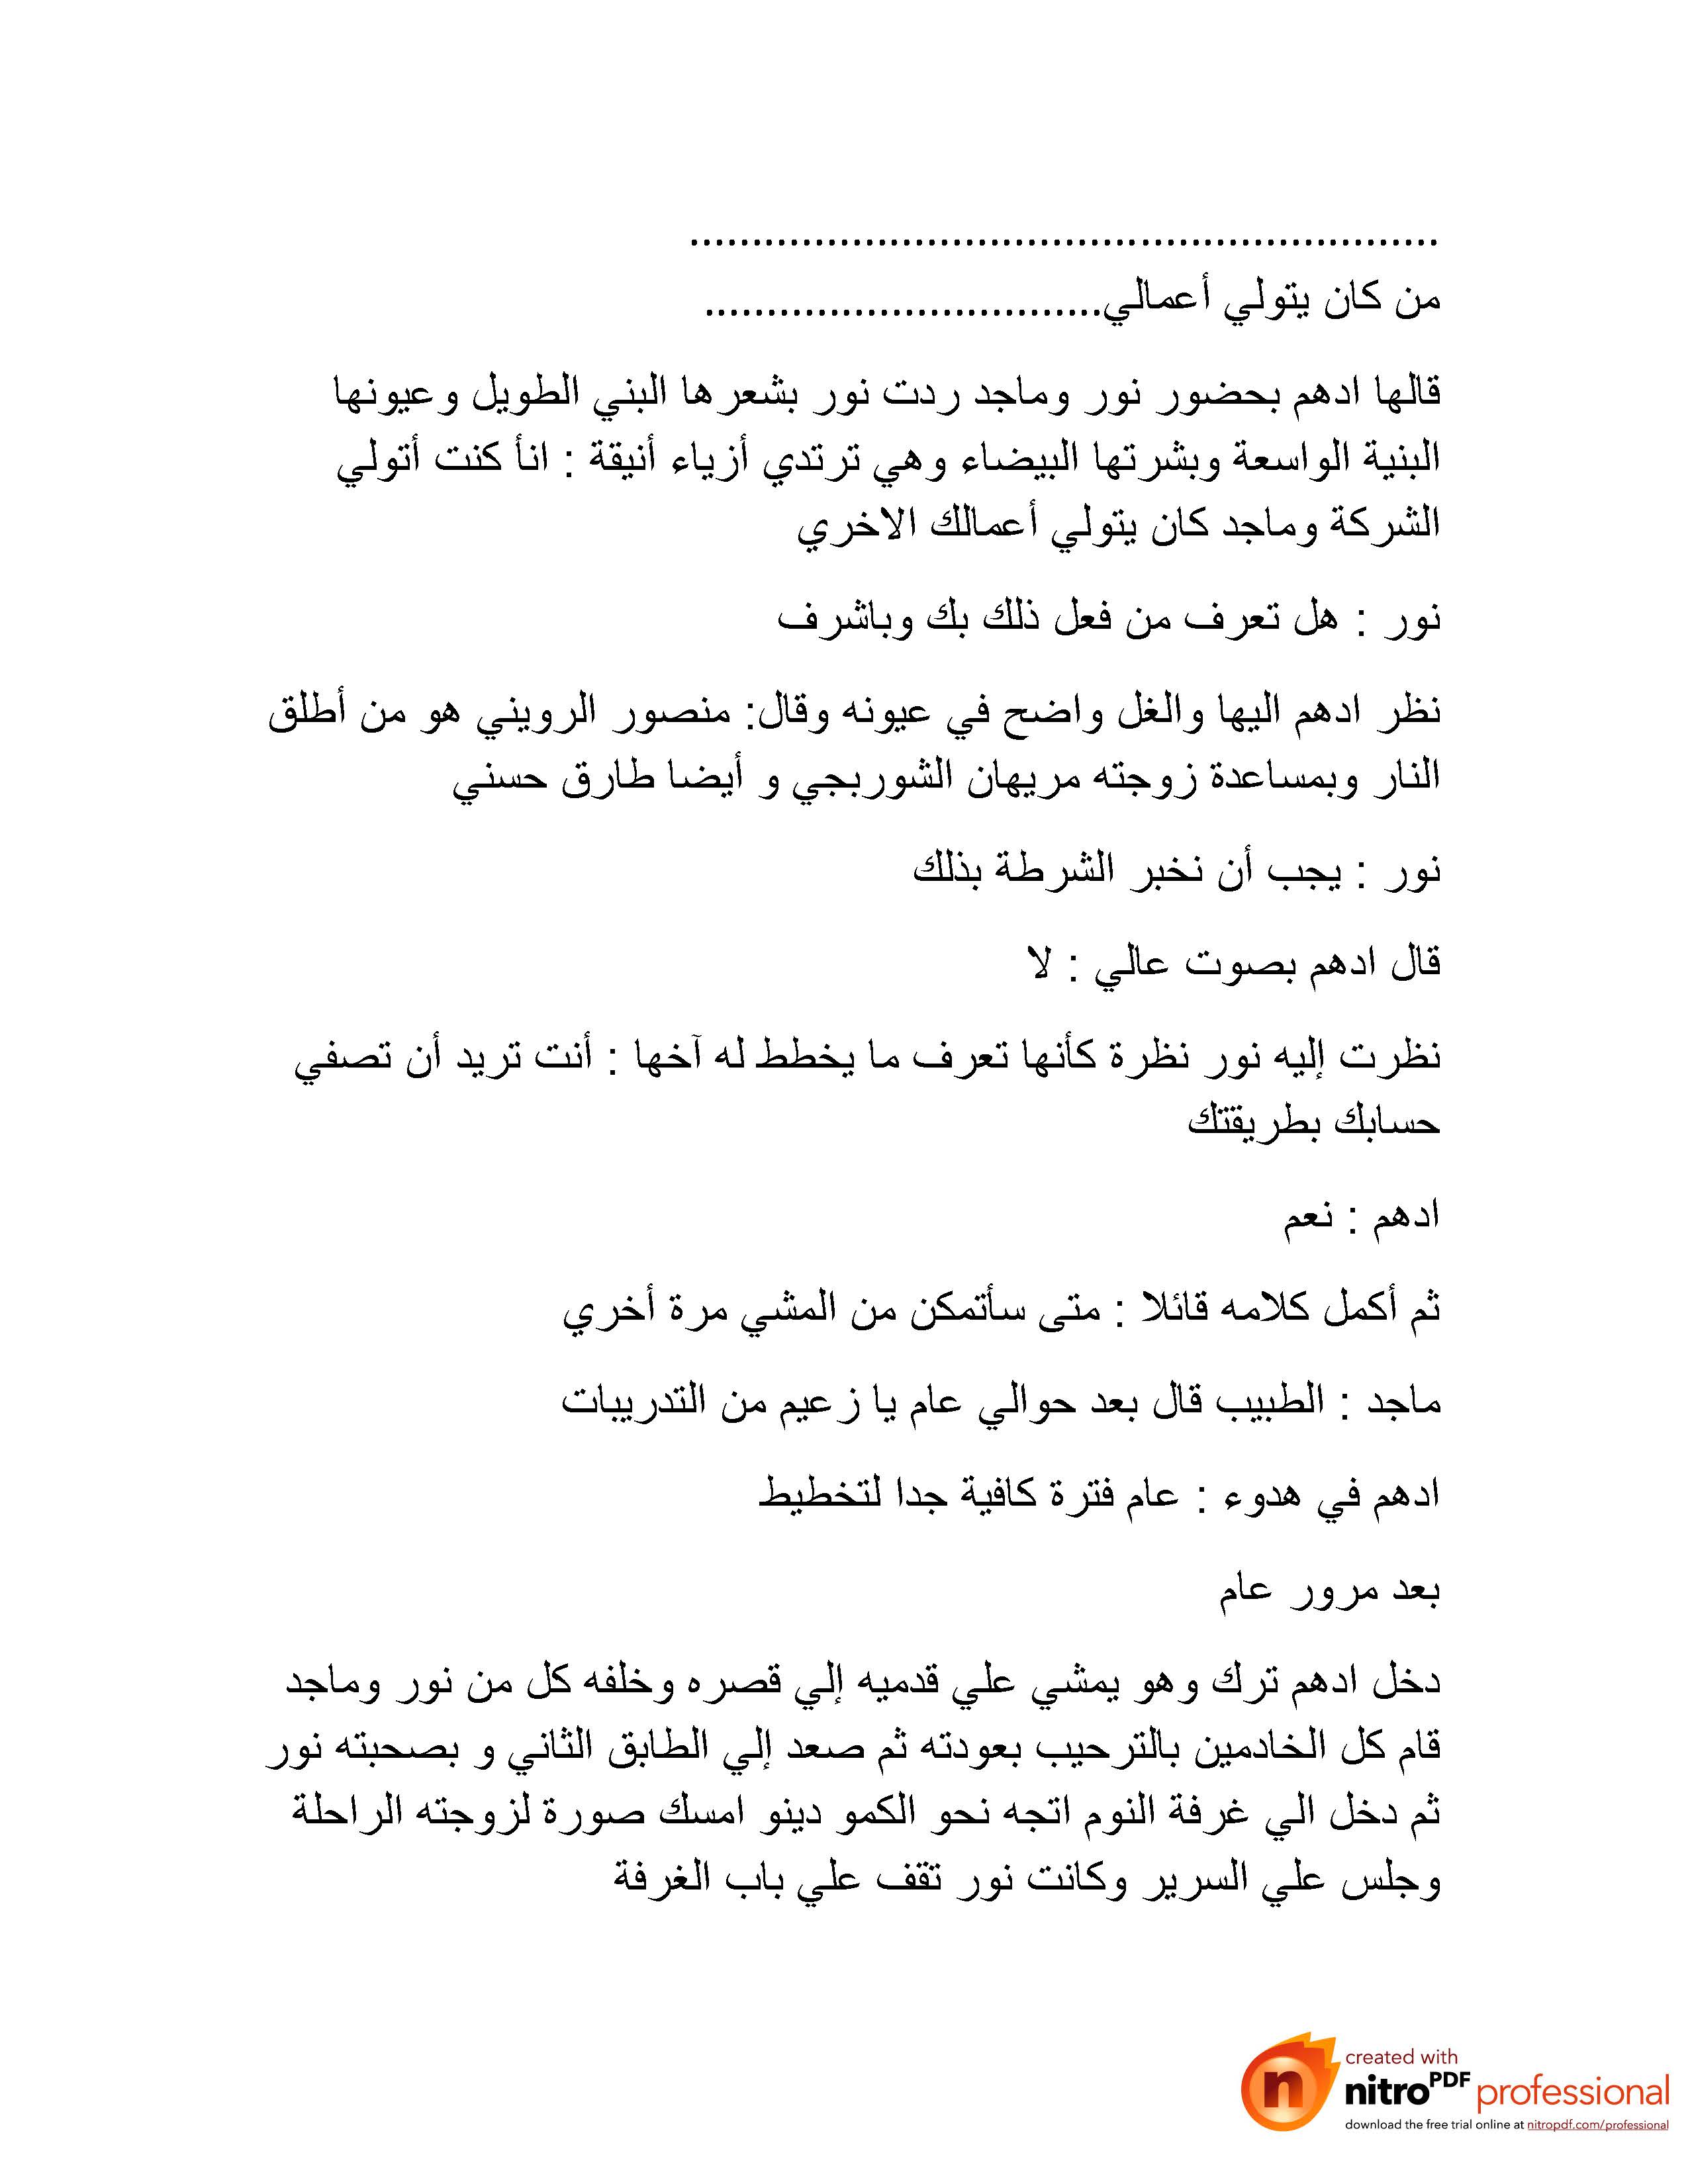 .............................................................
من كان يتولي أعمالي................................
قالها ادهم بحضور نور وماجد ردت نور بشعرها البني الطويل وعيونها
البنية الواسعة وبشرتها البيضاء وهي ترتدي أزياء أنيقة : انأ كنت أتولي
الشركة وماجد كان يتولي أعمالك الاخري
نور : هل تعرف من فعل ذلك بك وباشرف
نظر ادهم اليها والغل واضح في عيونه وقال: منصور الرويني هو من أطلق
النار وبمساعدة زوجته مريهان الشوربجي و أيضا طارق حسني
نور : يجب أن نخبر الشرطة بذلك
قال ادهم بصوت عالي : لا
نظرت إليه نور نظرة كأنها تعرف ما يخطط له آخها : أنت تريد أن تصفي
حسابك بطريقتك
ادهم : نعم
ثم أكمل كلامه قائلا : متى سأتمكن من المشي مرة أخري
ماجد : الطبيب قال بعد حوالي عام يا زعيم من التدريبات
ادهم في هدوء : عام فترة كافية جدا لتخطيط
بعد مرور عام
دخل ادهم ترك وهو يمشي علي قدميه إلي قصره وخلفه كل من نور وماجد
قام كل الخادمين بالترحيب بعودته ثم صعد إلي الطابق الثاني و بصحبته نور
ثم دخل الي غرفة النوم اتجه نحو الكمو دينو امسك صورة لزوجته الراحلة
وجلس علي السرير وكانت نور تقف علي باب الغرفة
created with
nitroPDF professional
download the free trial online at nitropdf.com/professional